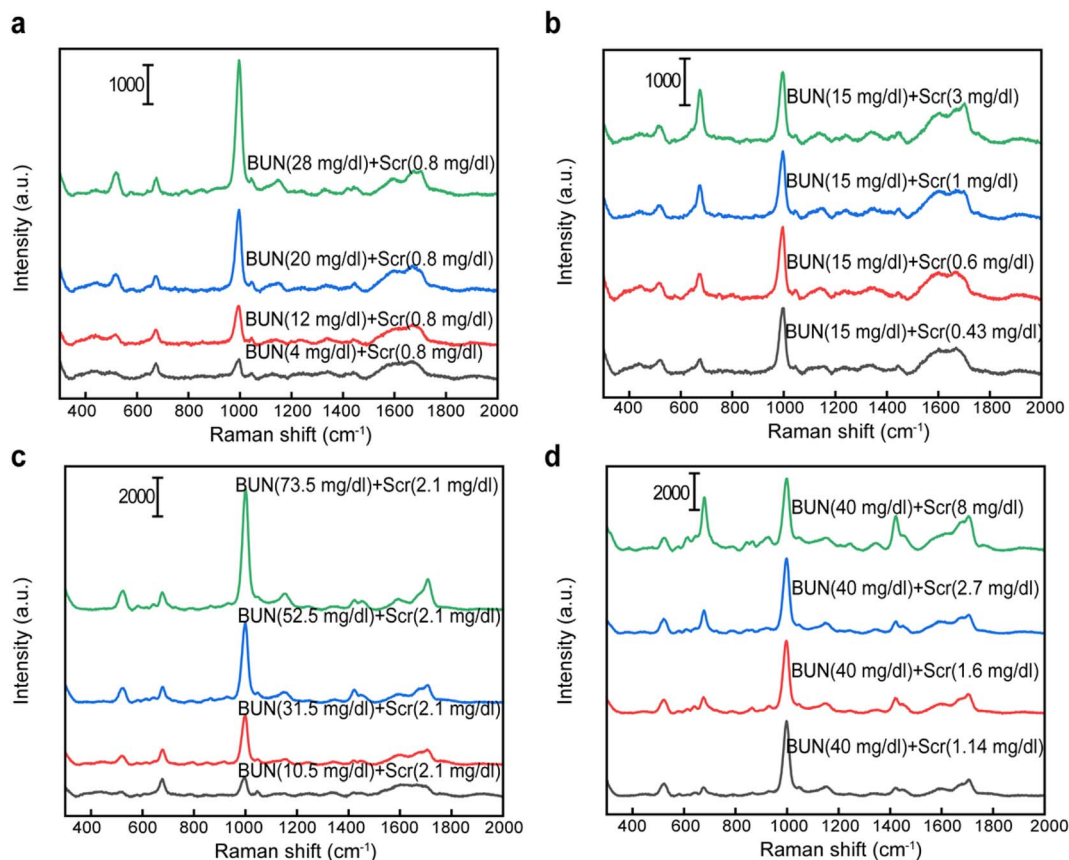 a
1000
BUN(28 mg/dl)+Scr(0.8 mg/dl)
BUN(20 mg/dl)+Scr(0.8 mg/dl)
BUN(12 mg/dl)+Scr(0.8 mg/dl)
BUN(4 mg/dl)+Scr(0.8 mg/dl)
Intensity (a.u.)
400 600 800 1000 1200 1400 1600 1800 2000
Raman shift (cm⁻¹)
b
1000
BUN(15 mg/dl)+Scr(3 mg/dl)
BUN(15 mg/dl)+Scr(1 mg/dl)
BUN(15 mg/dl)+Scr(0.6 mg/dl)
BUN(15 mg/dl)+Scr(0.43 mg/dl)
Intensity (a.u.)
400 600 800 1000 1200 1400 1600 1800 2000
Raman shift (cm⁻¹)
c
2000
BUN(73.5 mg/dl)+Scr(2.1 mg/dl)
BUN(52.5 mg/dl)+Scr(2.1 mg/dl)
BUN(31.5 mg/dl)+Scr(2.1 mg/dl)
BUN(10.5 mg/dl)+Scr(2.1 mg/dl)
Intensity (a.u.)
400 600 800 1000 1200 1400 1600 1800 2000
Raman shift (cm⁻¹)
d
2000
BUN(40 mg/dl)+Scr(8 mg/dl)
BUN(40 mg/dl)+Scr(2.7 mg/dl)
BUN(40 mg/dl)+Scr(1.6 mg/dl)
BUN(40 mg/dl)+Scr(1.14 mg/dl)
Intensity (a.u.)
400 600 800 1000 1200 1400 1600 1800 2000
Raman shift (cm⁻¹)